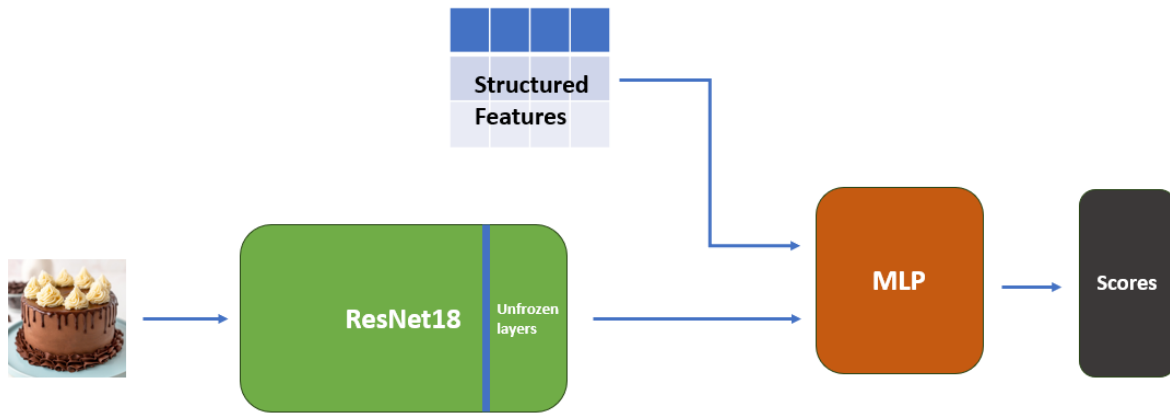 Structured
Features
ResNet18
Unfrozen
layers
MLP
Scores